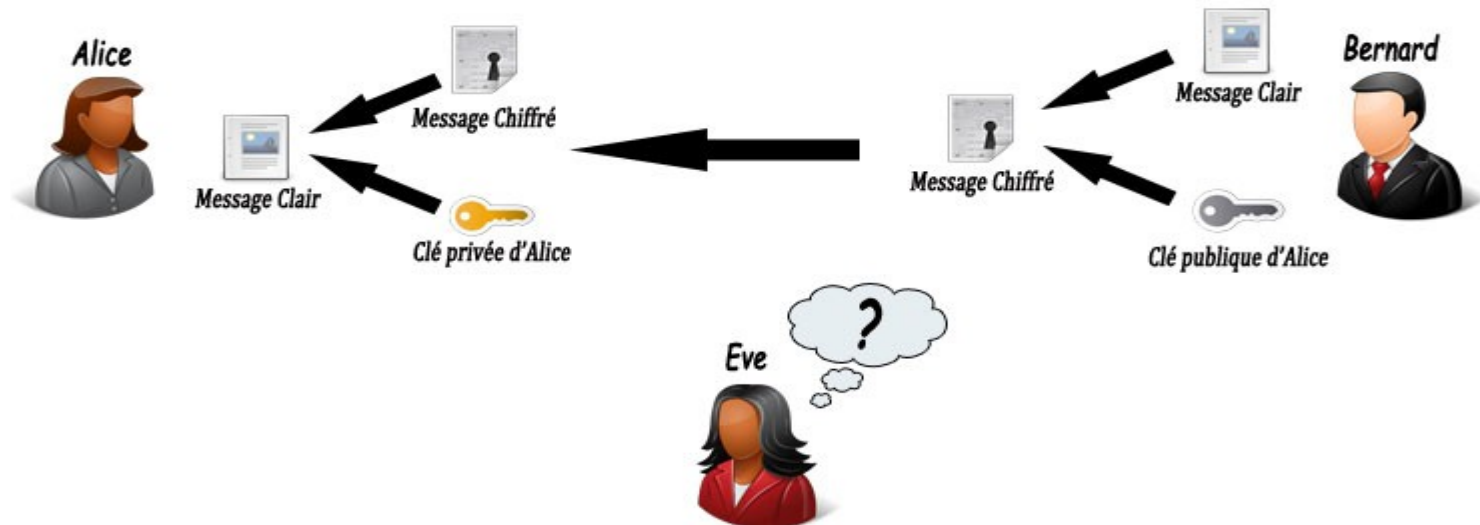 Alice
Message Chiffré
Message Clair
Clé privée d'Alice
Bernard
Message Clair
Message Chiffré
Clé publique d'Alice
Eve
?